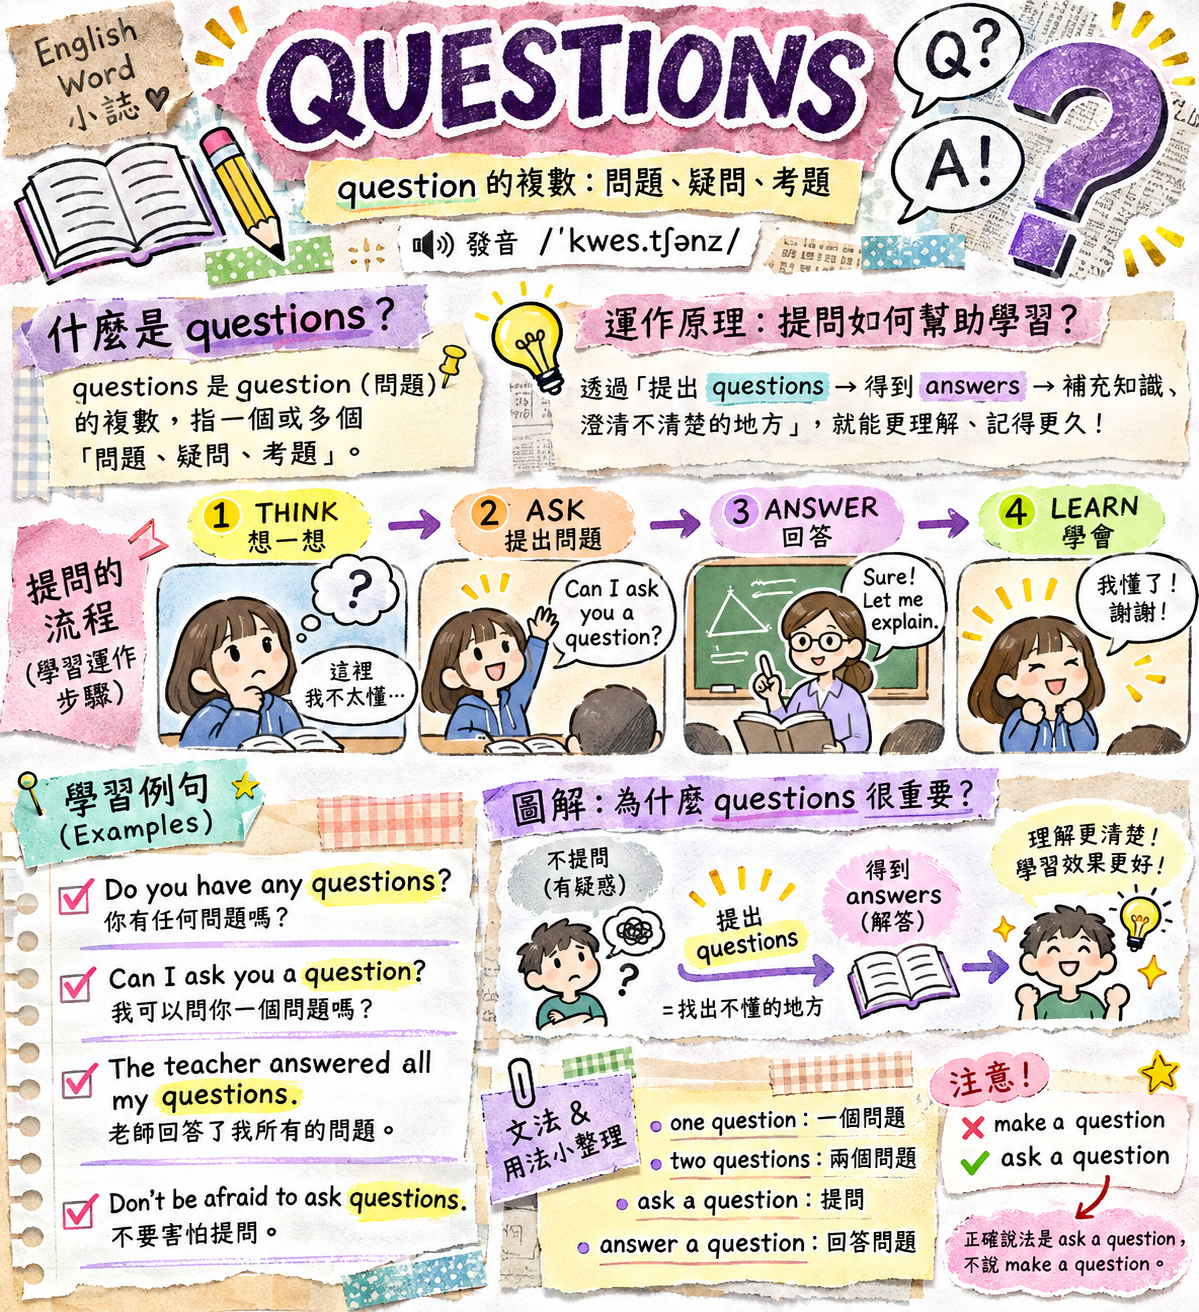 English
Word
小誌
QUESTIONS
Q?
A!
question 的複數：問題、疑問、考題
發音 /ˈkwes.tʃənz/
什麼是 questions？
questions 是 guestion (問題)
的複數，指一個或多個
「問題、疑問、考題」。
運作原理：提問如何幫助學習？
透過「提出 questions → 得到 answers → 補充知識、
澄清不清楚的地方」，就能更理解、記得更久！
提問的
流程
(學習運作
步驟)
1 THINK
想一想
?
這裡
我不太懂…
2 ASK
提出問題
Can I ask
you a
question?
3 ANSWER
回答
Sure!
Let me
explain.
4 LEARN
學會
我懂了！
謝謝！
學習例句
(Examples)
Do you have any questions?
你有任何問題嗎？
Can I ask you a question?
我可以問你一個問題嗎？
The teacher answered all
my questions.
老師回答了我所有的問題。
Don't be afraid to ask questions.
不要害怕提問。
圖解：為什麼 questions 很重要？
不提問
(有疑惑)
?
提出
questions
=找出不懂的地方
得到
answers
(解答)
理解更清楚！
學習效果更好！
文法 &
用法小整理
one question：一個問題
two questions：兩個問題
ask a question：提問
answer a question：回答問題
注意！
make a question
ask a question
正確說法是 ask a question，
不說 make a question。